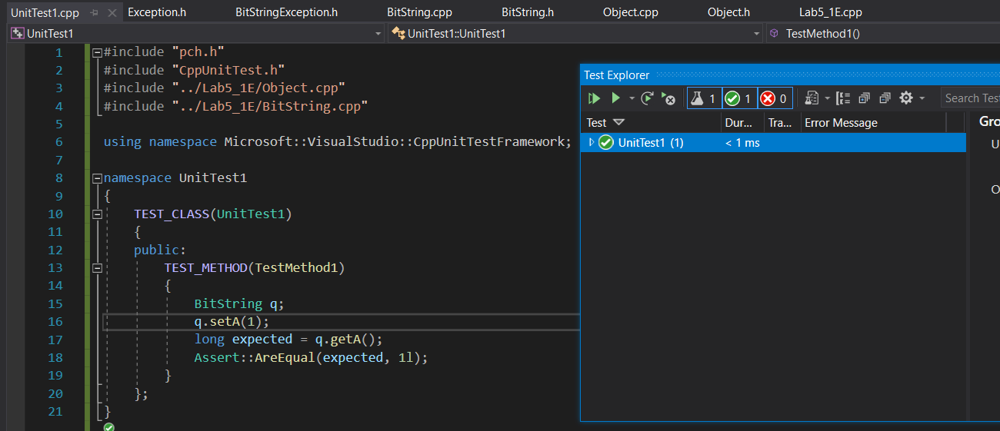 UnitTest1.cpp Exception.h BitStringException.h BitString.cpp BitString.h Object.cpp Object.h Lab5_1E.cpp
UnitTest1 UnitTest1::UnitTest1 TestMethod1()
1 #include "pch.h"
2 #include "CppUnitTest.h"
3 #include "../Lab5_1E/Object.cpp"
4 #include "../Lab5_1E/BitString.cpp"
5
6 using namespace Microsoft::VisualStudio::CppUnitTestFramework;
7
8 namespace UnitTest1
9 {
10 TEST_CLASS(UnitTest1)
11 {
12 public:
13 TEST_METHOD(TestMethod1)
14 {
15 BitString q;
16 q.setA(1);
17 long expected = q.getA();
18 Assert::AreEqual(expected, 1l);
19 }
20 };
21 }
Test Explorer
1 1 0 Search Tes
Test Dur... Tra... Error Message Gro
UnitTest1 (1) < 1 ms U
O